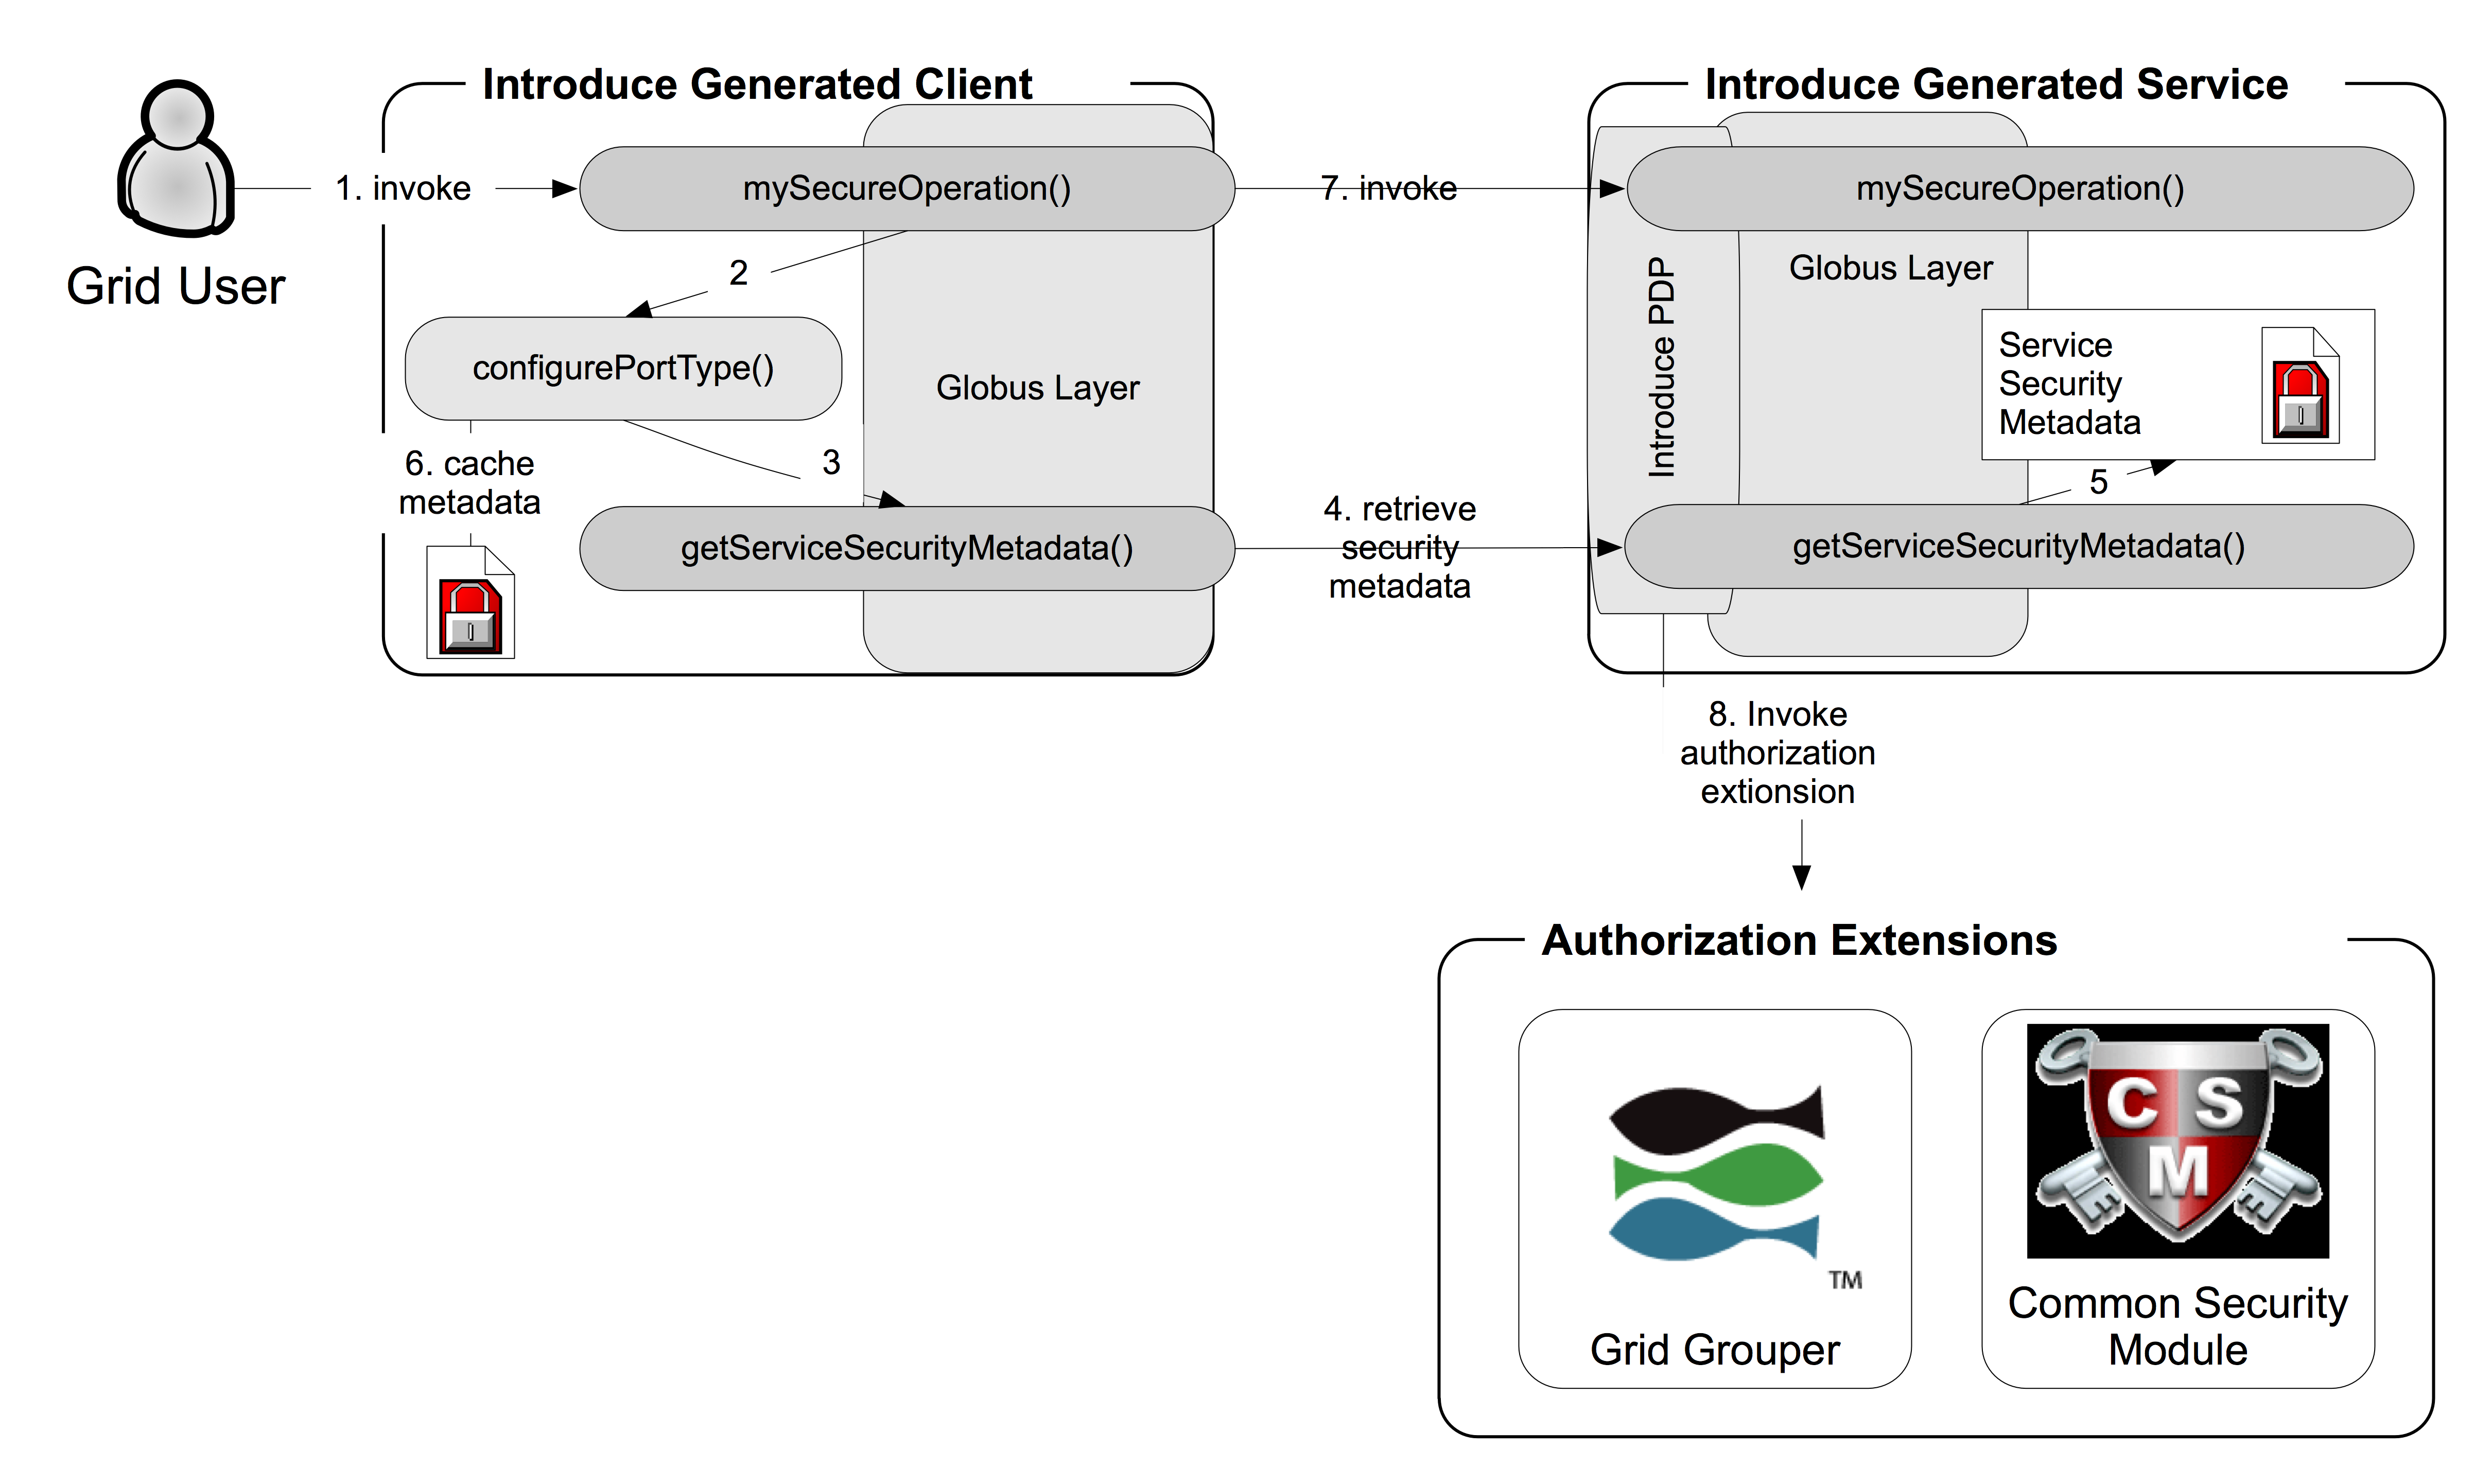 Introduce Generated Client
Introduce Generated Service
1. invoke
mySecureOperation()
7. invoke
mySecureOperation()
Grid User
2
Globus Layer
Introduce PDP
configurePortType()
Globus Layer
Service
Security
Metadata
3
6. cache
metadata
5
4. retrieve
security
metadata
getServiceSecurityMetadata()
getServiceSecurityMetadata()
8. Invoke
authorization
extionsion
Authorization Extensions
C S
M
TM
Grid Grouper
Common Security
Module